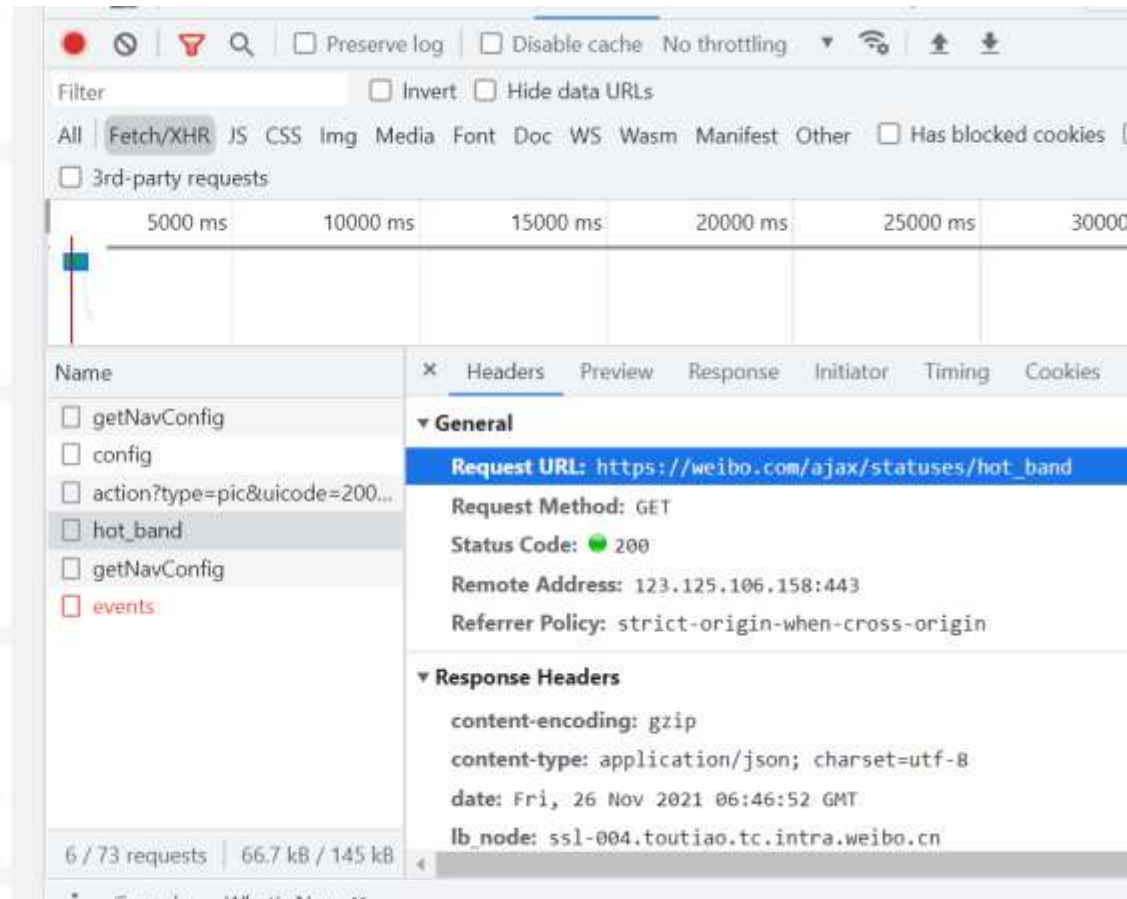 Preserve log Disable cache No throttling
Filter Invert Hide data URLs
All Fetch/XHR JS CSS Img Media Font Doc WS Wasm Manifest Other Has blocked cookies
3rd-party requests
5000 ms 10000 ms 15000 ms 20000 ms 25000 ms 30000
Name
getNavConfig
config
action?type=pic&uicode=200...
hot_band
getNavConfig
events
6 / 73 requests 66.7 kB / 145 kB
× Headers Preview Response Initiator Timing Cookies
General
Request URL: https://weibo.com/ajax/statuses/hot_band
Request Method: GET
Status Code: 200
Remote Address: 123.125.106.158:443
Referrer Policy: strict-origin-when-cross-origin
Response Headers
content-encoding: gzip
content-type: application/json; charset=utf-8
date: Fri, 26 Nov 2021 06:46:52 GMT
lb_node: ssl-004.toutiao.tc.intra.weibo.cn